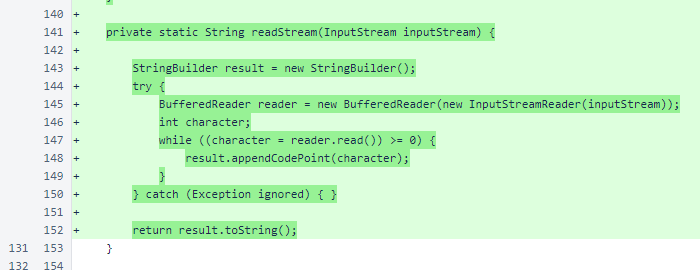 }
140 +
141 + private static String readStream(InputStream inputStream) {
142 +
143 + StringBuilder result = new StringBuilder();
144 + try {
145 + BufferedReader reader = new BufferedReader(new InputStreamReader(inputStream));
146 + int character;
147 + while ((character = reader.read()) >= 0) {
148 + result.appendCodePoint(character);
149 + }
150 + } catch (Exception ignored) { }
151 +
152 + return result.toString();
131 153 }
132 154